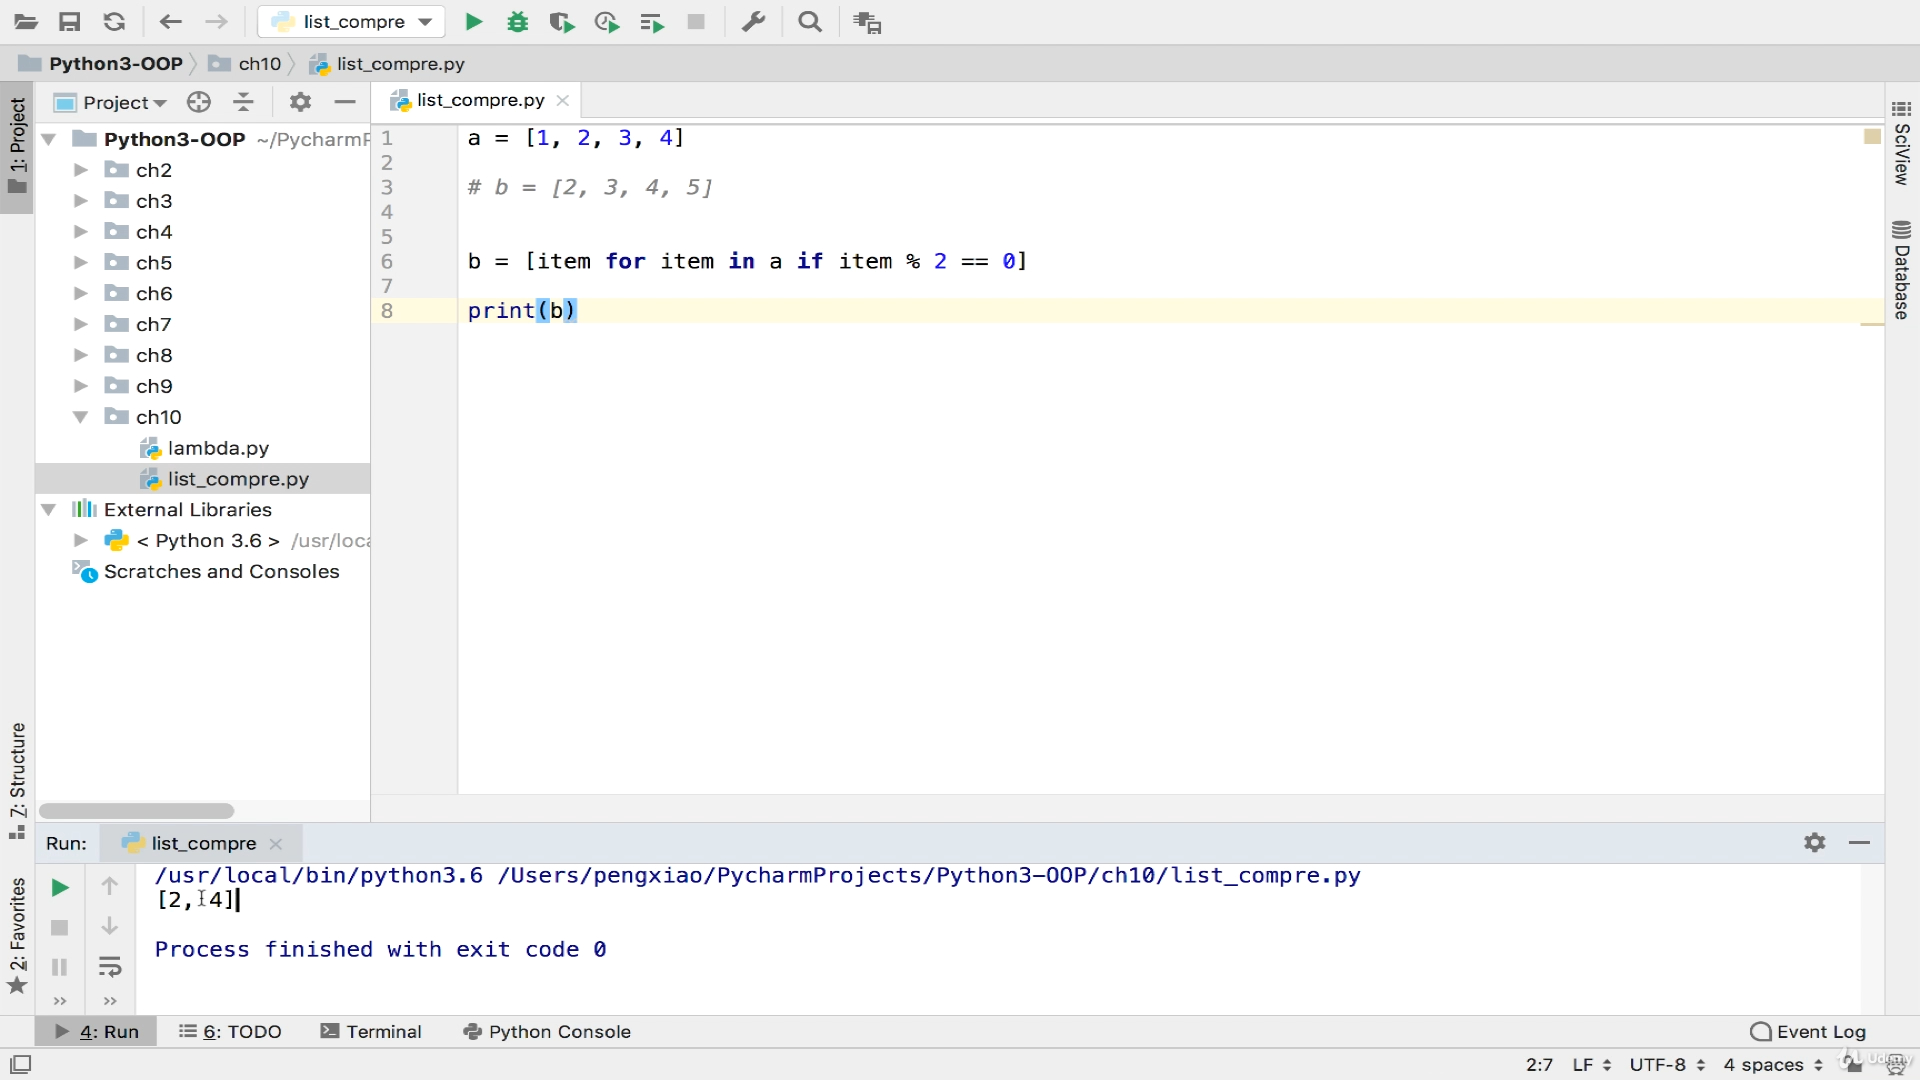 list_compre
Python3-OOP ch10 list_compre.py
Project
list_compre.py
1: Project
Python3-OOP ~/Pycharm
ch2
ch3
ch4
ch5
ch6
ch7
ch8
ch9
ch10
lambda.py
list_compre.py
External Libraries
< Python 3.6 > /usr/loca
Scratches and Consoles
1 a = [1, 2, 3, 4]
2
3 # b = [2, 3, 4, 5]
4
5
6 b = [item for item in a if item % 2 == 0]
7
8 print(b)
SciView
Database
Z: Structure
2: Favorites
Run: list_compre
/usr/local/bin/python3.6 /Users/pengxiao/PycharmProjects/Python3-OOP/ch10/list_compre.py
[2, 4]
Process finished with exit code 0
4: Run 6: TODO Terminal Python Console Event Log
2:7 LF UTF-8 4 spaces
Udemy